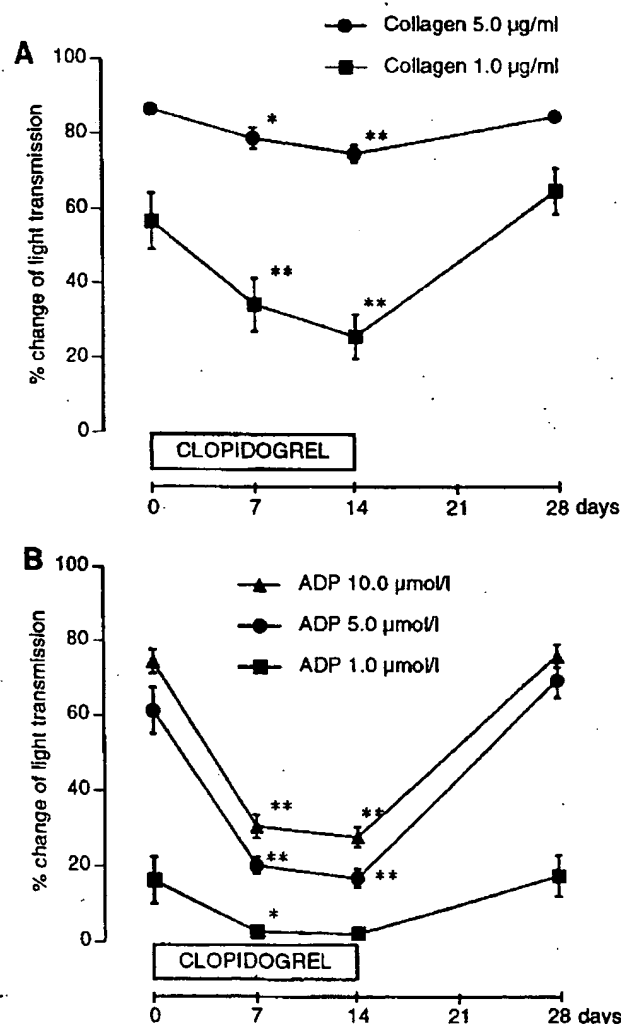 Collagen 5.0 µg/ml
Collagen 1.0 µg/ml
A
% change of light transmission
100
80
60
40
20
0
*
**
**
**
CLOPIDOGREL
0 7 14 21 28 days
B
% change of light transmission
100
80
60
40
20
0
ADP 10.0 µmol/l
ADP 5.0 µmol/l
ADP 1.0 µmol/l
**
**
**
**
*
CLOPIDOGREL
0 7 14 21 28 days